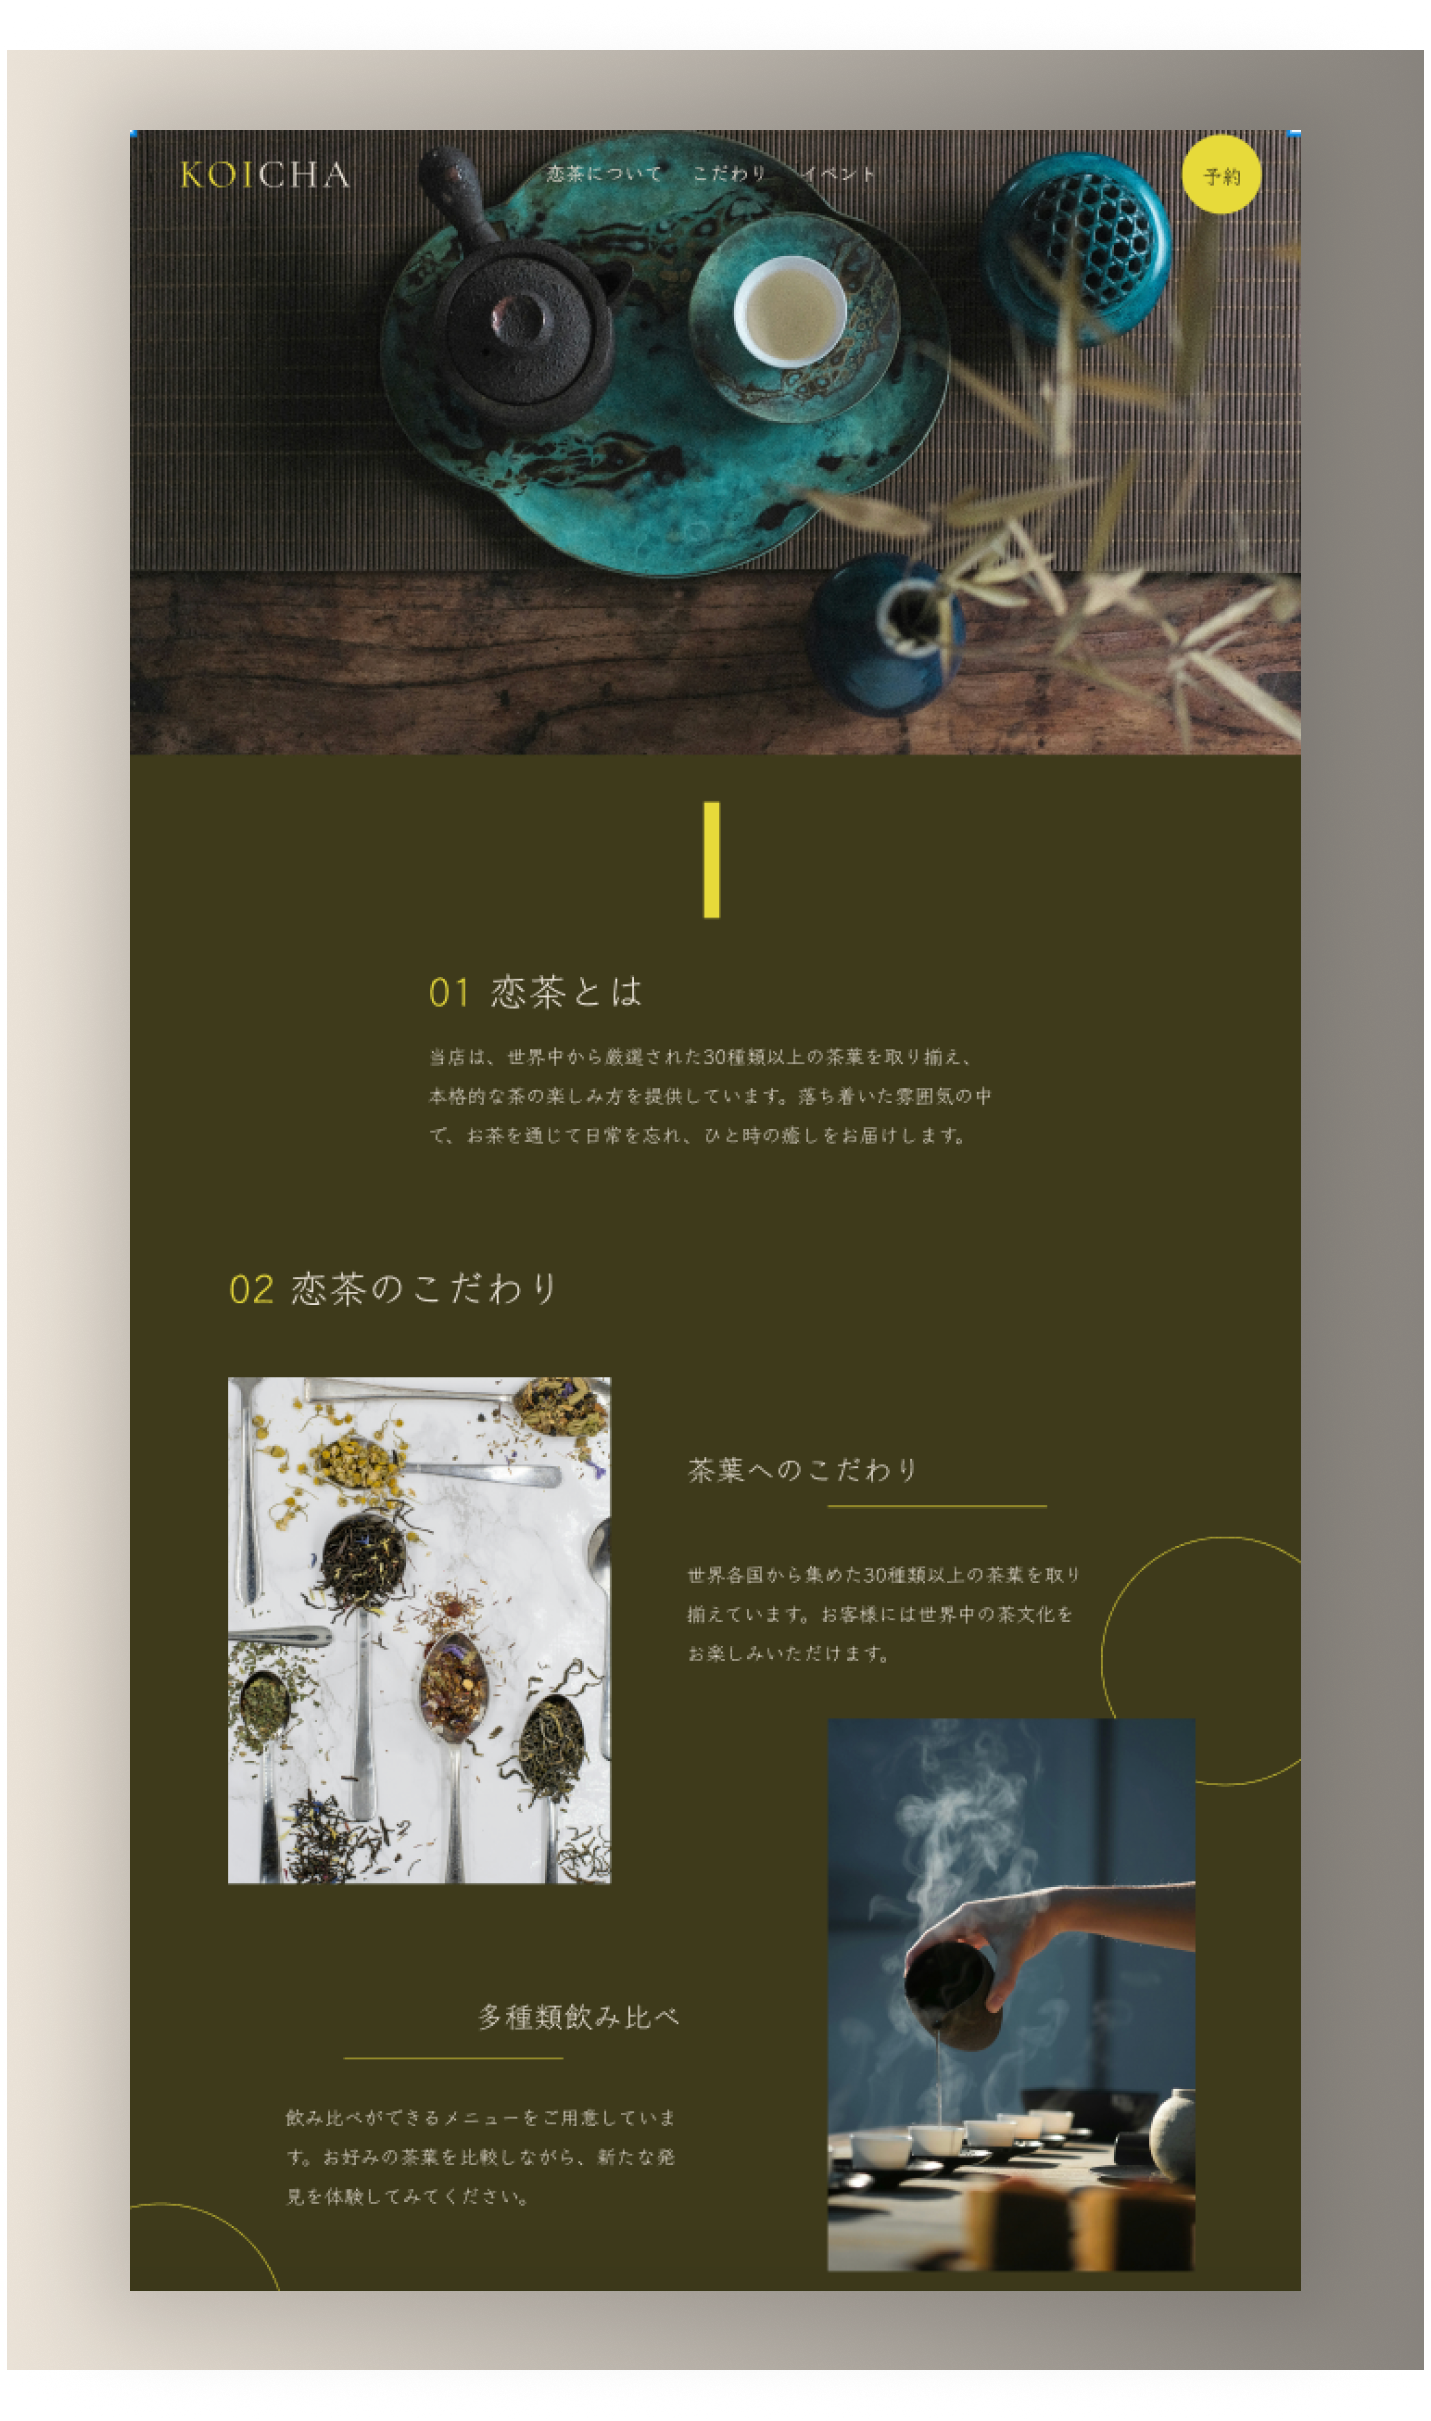 KOICHA
恋茶について こだわり イベント
予約
01 恋茶とは
当店は、世界中から厳選された30種類以上の茶葉を取り揃え、
本格的な茶の楽しみ方を提供しています。落ち着いた雰囲気の中
で、お茶を通じて日常を忘れ、ひと時の癒しをお届けします。
02 恋茶のこだわり
茶葉へのこだわり
世界各国から集めた30種類以上の茶葉を取り
揃えています。お客様には世界中の茶文化を
お楽しみいただけます。
多種類飲み比べ
飲み比べができるメニューをご用意していま
す。お好みの茶葉を比較しながら、新たな発
見を体験してみてください。